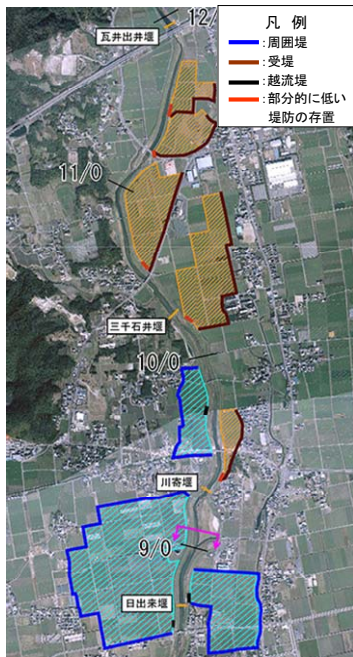 12/
凡 例
瓦井出井堰
:周囲堤
:受堤
:越流堤
:部分的に低い
堤防の存置
11/0
三千石井堰
10/0
川寄堰
9/0
日出来堰